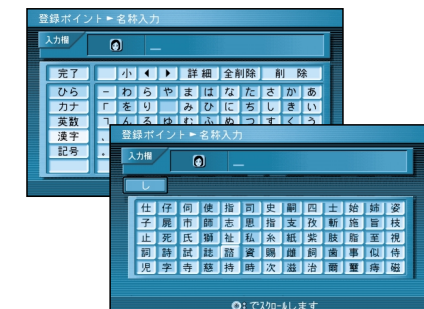 登録ポイント►名称入力
入力欄
完了 小 ◀ ▶ 詳細 全削除 削除
ひら ー わ ら や ま は な た さ か あ
カナ 「 を り み ひ に ち し き い
英数 」 ん る ゆ む ふ ぬ つ す く う
漢字 、
記号 。
登録ポイント►名称入力
入力欄
し
仕 仔 伺 使 指 司 史 嗣 四 士 始 姉 姿
子 屍 市 師 志 思 指 支 孜 斯 施 旨 枝
止 死 氏 獅 祉 私 糸 紙 紫 肢 脂 至 視
詞 詩 試 誌 諮 資 賜 雌 飼 歯 事 似 侍
児 字 寺 慈 持 時 次 滋 治 爾 璽 痔 磁
:でスクロールします